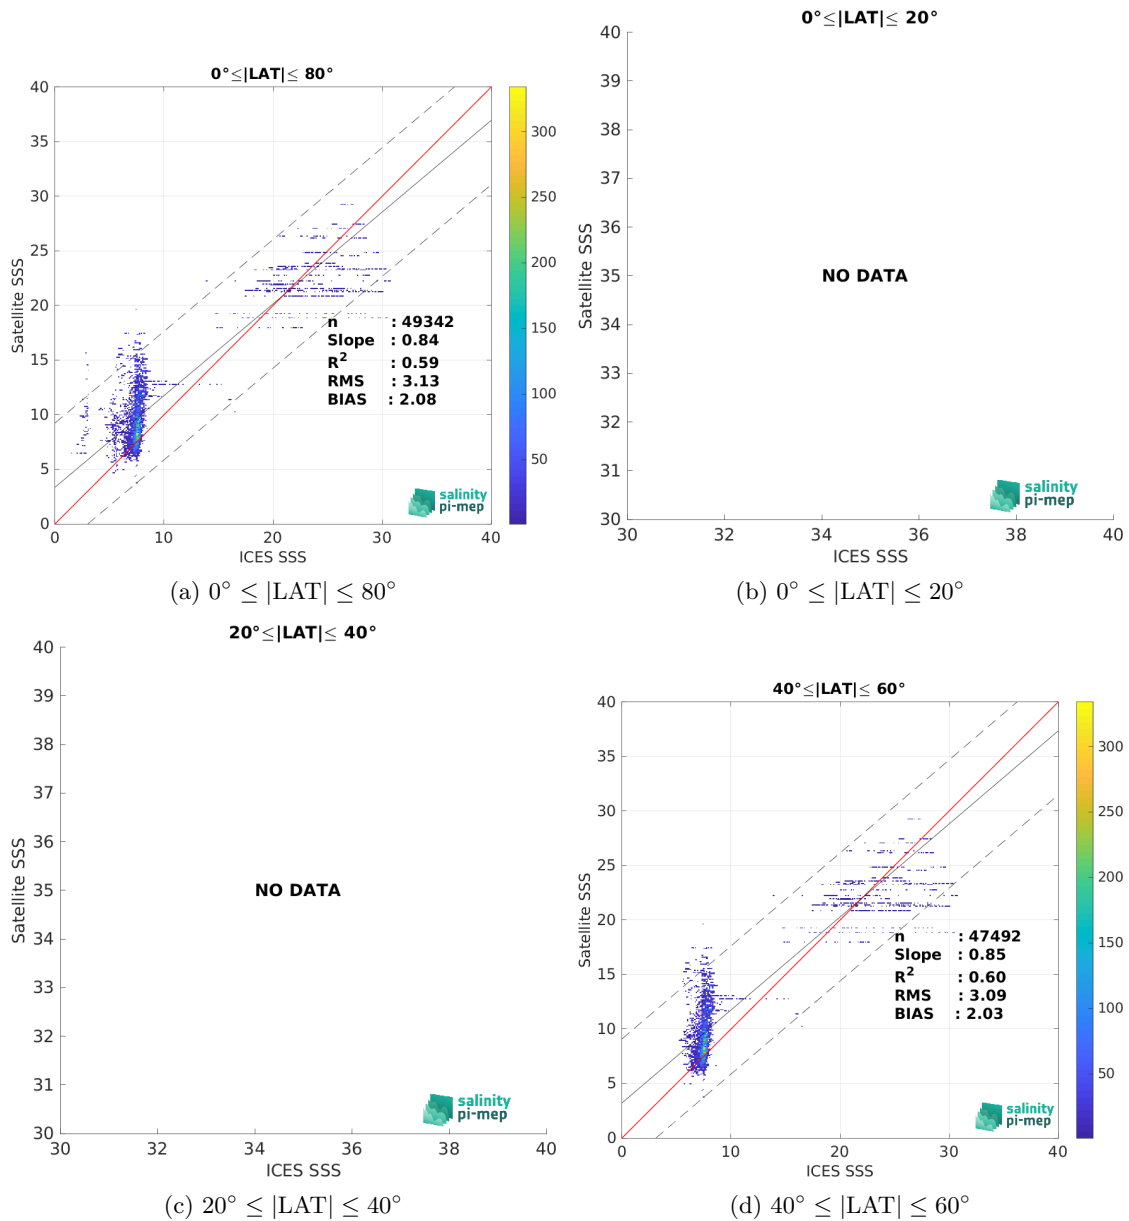 0°≤|LAT|≤ 80°
40
35
30
25
20
15
10
5
0
0
10
20
30
40
Satellite SSS
ICES SSS
300
250
200
150
100
50
n : 49342
Slope : 0.84
R² : 0.59
RMS : 3.13
BIAS : 2.08
salinity
pi-mep
(a) 0° ≤ |LAT| ≤ 80°
0°≤|LAT|≤ 20°
40
39
38
37
36
35
34
33
32
31
30
30
32
34
36
38
40
Satellite SSS
ICES SSS
NO DATA
salinity
pi-mep
(b) 0° ≤ |LAT| ≤ 20°
20°≤|LAT|≤ 40°
40
39
38
37
36
35
34
33
32
31
30
30
32
34
36
38
40
Satellite SSS
ICES SSS
NO DATA
salinity
pi-mep
(c) 20° ≤ |LAT| ≤ 40°
40°≤|LAT|≤ 60°
40
35
30
25
20
15
10
5
0
0
10
20
30
40
Satellite SSS
ICES SSS
300
250
200
150
100
50
n : 47492
Slope : 0.85
R² : 0.60
RMS : 3.09
BIAS : 2.03
salinity
pi-mep
(d) 40° ≤ |LAT| ≤ 60°